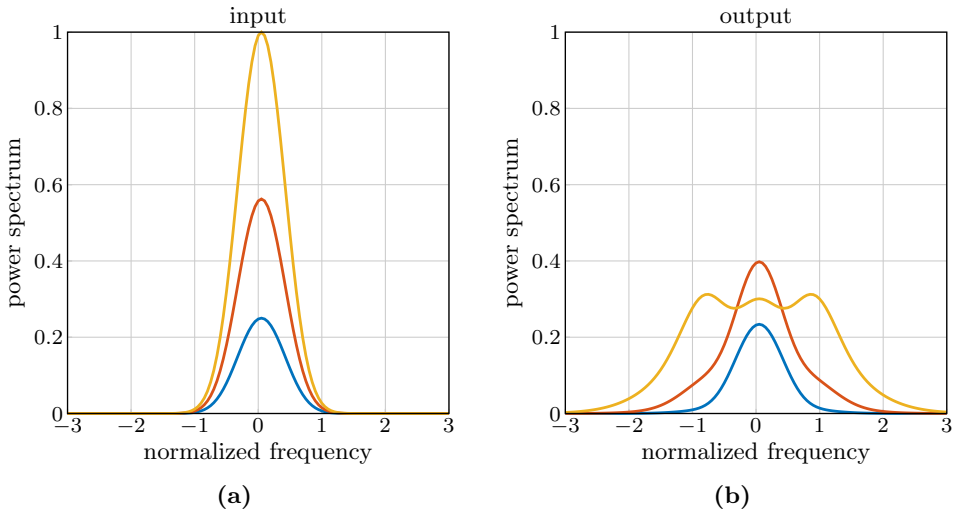 input
power spectrum
1
0.8
0.6
0.4
0.2
0
−3 −2 −1 0 1 2 3
normalized frequency
(a)
output
power spectrum
1
0.8
0.6
0.4
0.2
0
−3 −2 −1 0 1 2 3
normalized frequency
(b)